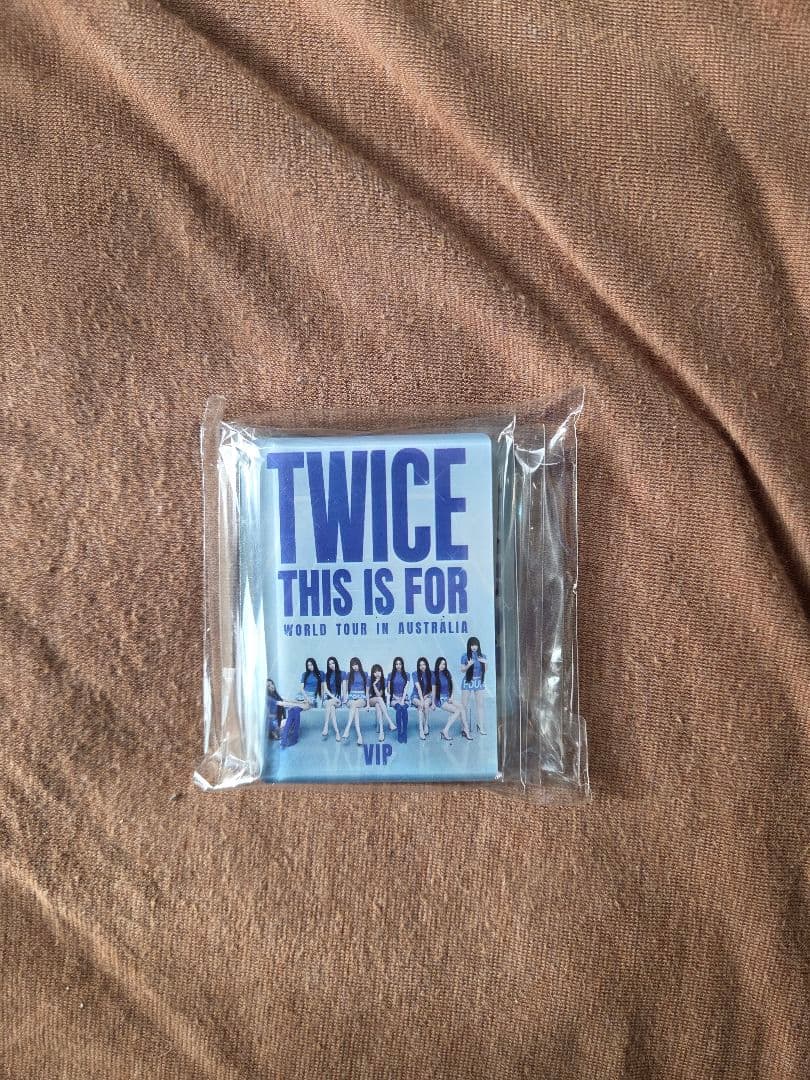 TWICE
THIS IS FOR
WORLD TOUR IN AUSTRALIA
VIP